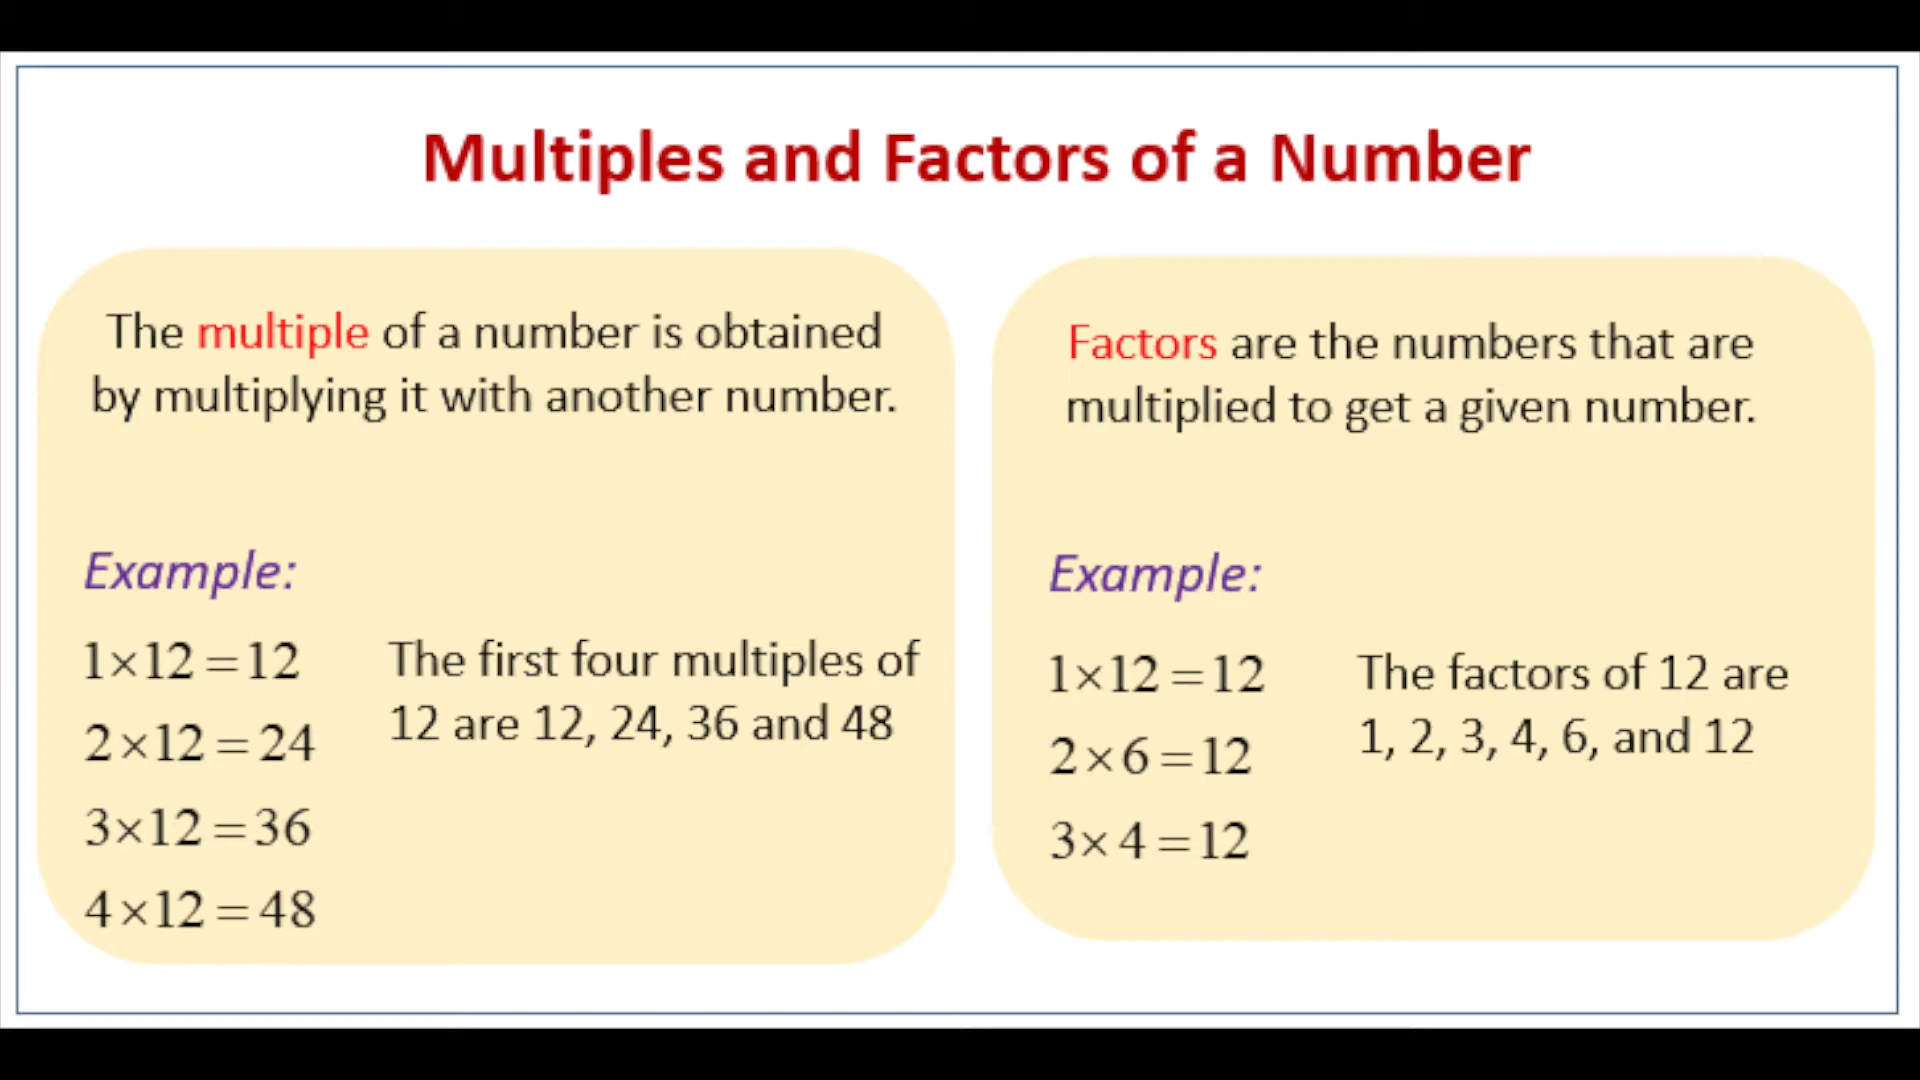 Multiples and Factors of a Number
The multiple of a number is obtained
by multiplying it with another number.
Example:
1×12=12
2×12=24
3×12=36
4×12=48
The first four multiples of
12 are 12, 24, 36 and 48
Factors are the numbers that are
multiplied to get a given number.
Example:
1×12=12
2×6=12
3×4=12
The factors of 12 are
1, 2, 3, 4, 6, and 12